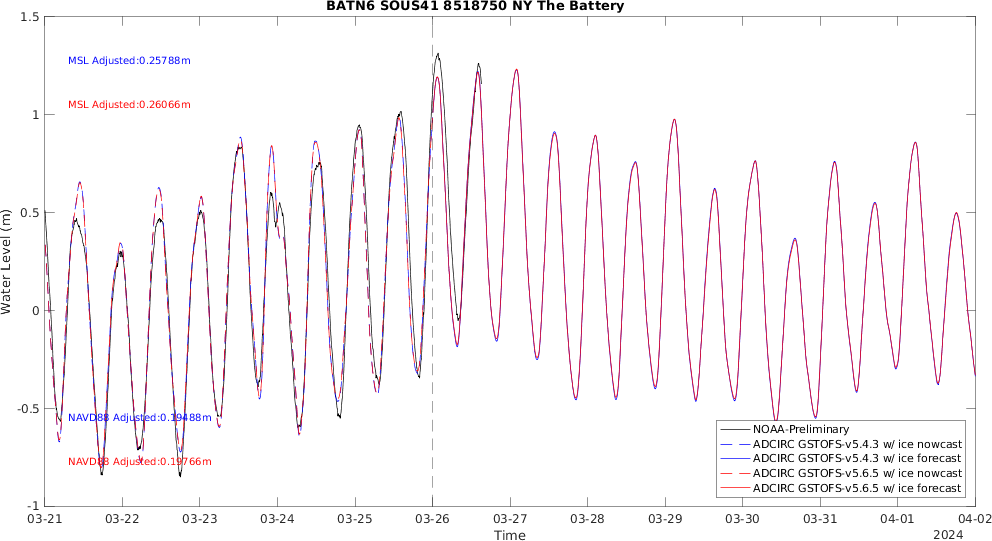 BATN6 SOUS41 8518750 NY The Battery
1.5
1
0.5
0
-0.5
-1
Water Level (m)
MSL Adjusted:0.25788m
MSL Adjusted:0.26066m
NAVD88 Adjusted:0.19488m
NAVD88 Adjusted:0.19766m
NOAA-Preliminary
ADCIRC GSTOFS-v5.4.3 w/ ice nowcast
ADCIRC GSTOFS-v5.4.3 w/ ice forecast
ADCIRC GSTOFS-v5.6.5 w/ ice nowcast
ADCIRC GSTOFS-v5.6.5 w/ ice forecast
03-21 03-22 03-23 03-24 03-25 03-26 03-27 03-28 03-29 03-30 03-31 04-01 04-02
Time
2024